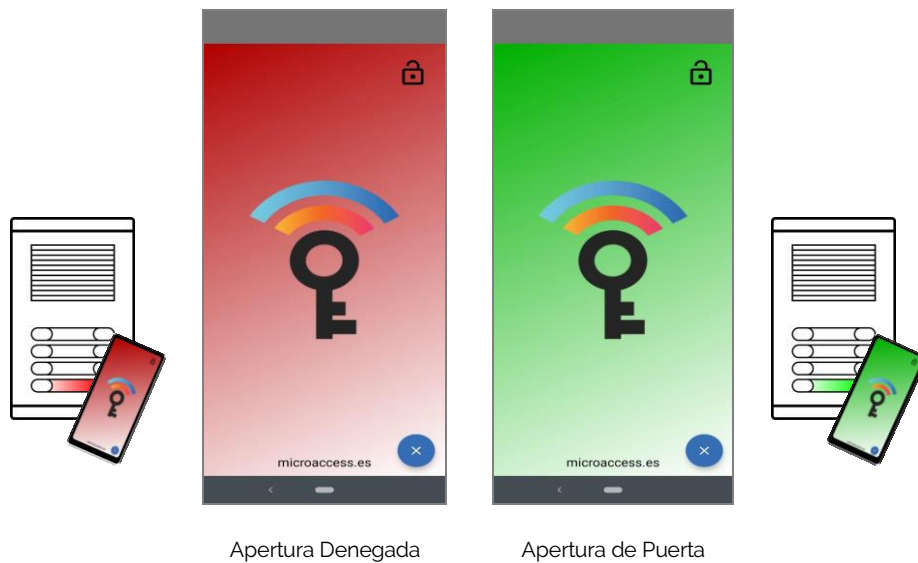 microaccess.es
microaccess.es
Apertura Denegada
Apertura de Puerta